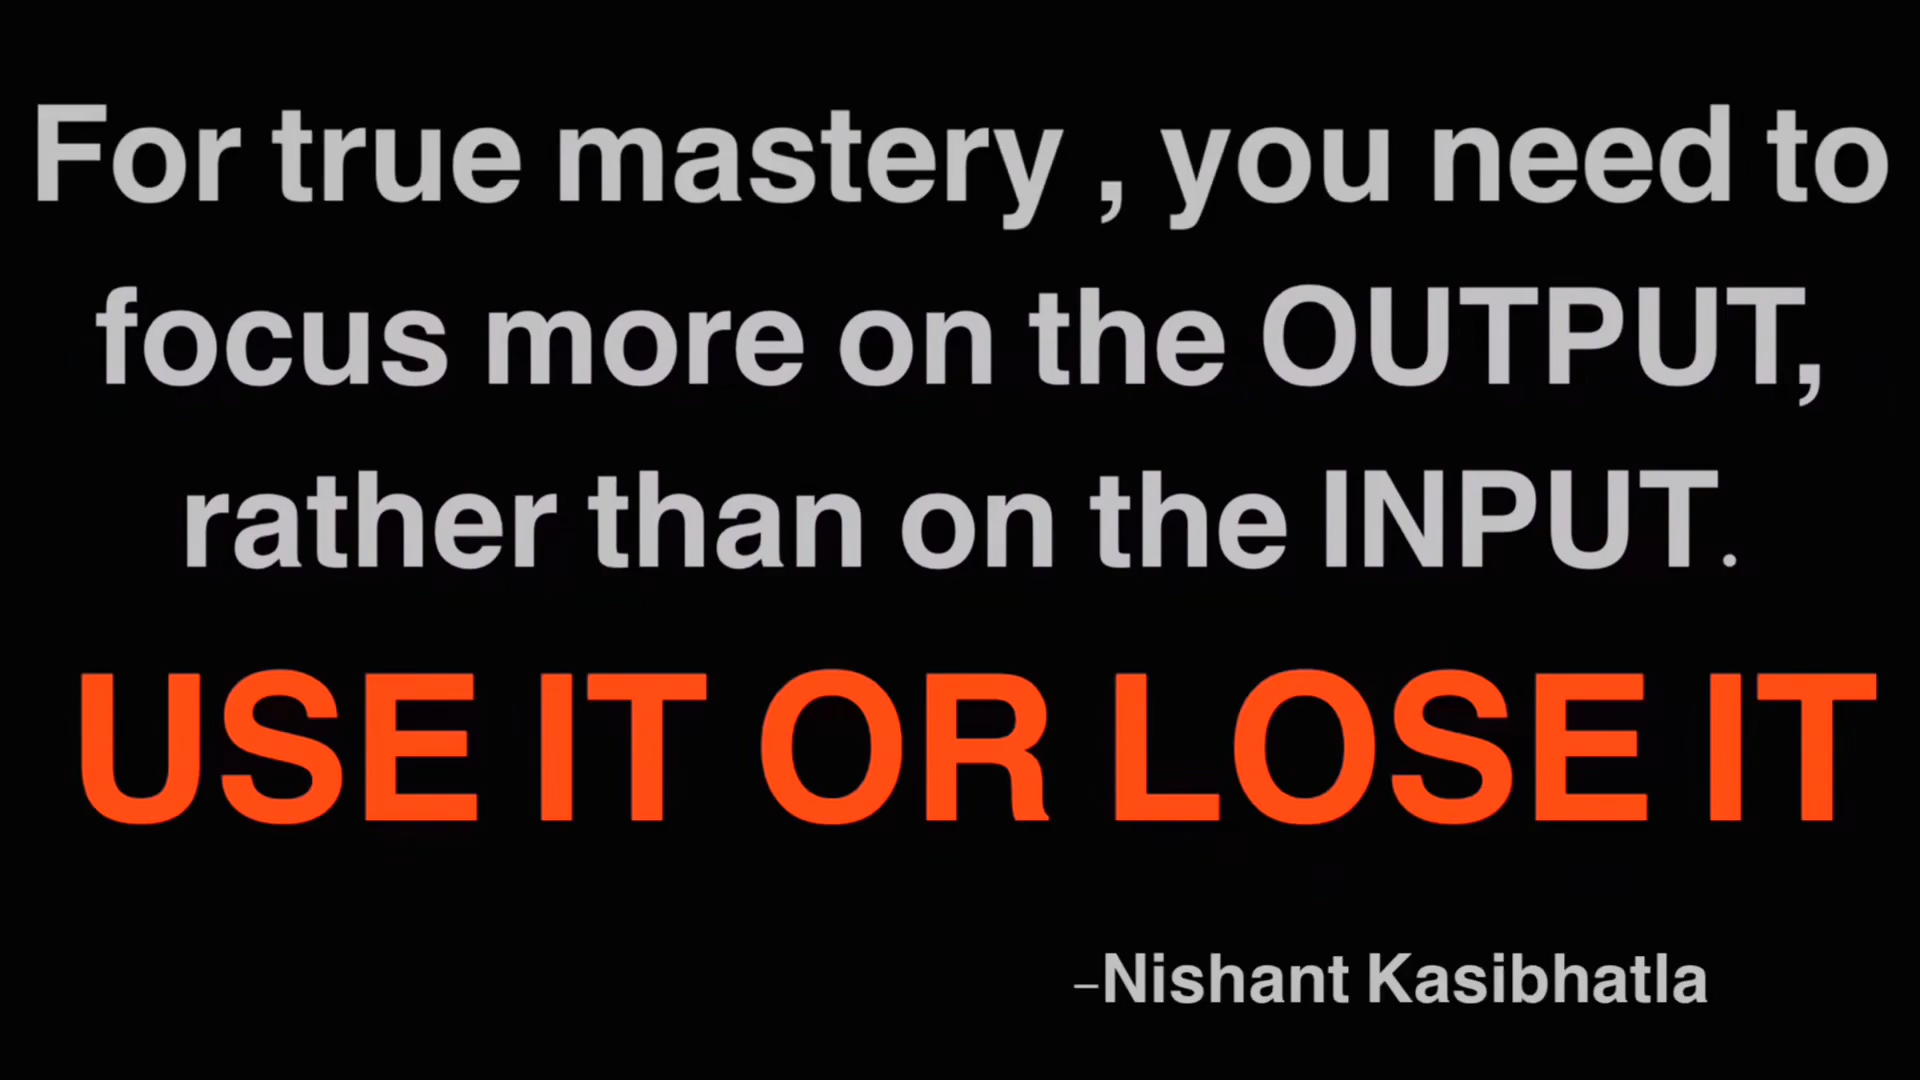 For true mastery , you need to
focus more on the OUTPUT,
rather than on the INPUT.
USE IT OR LOSE IT
–Nishant Kasibhatla